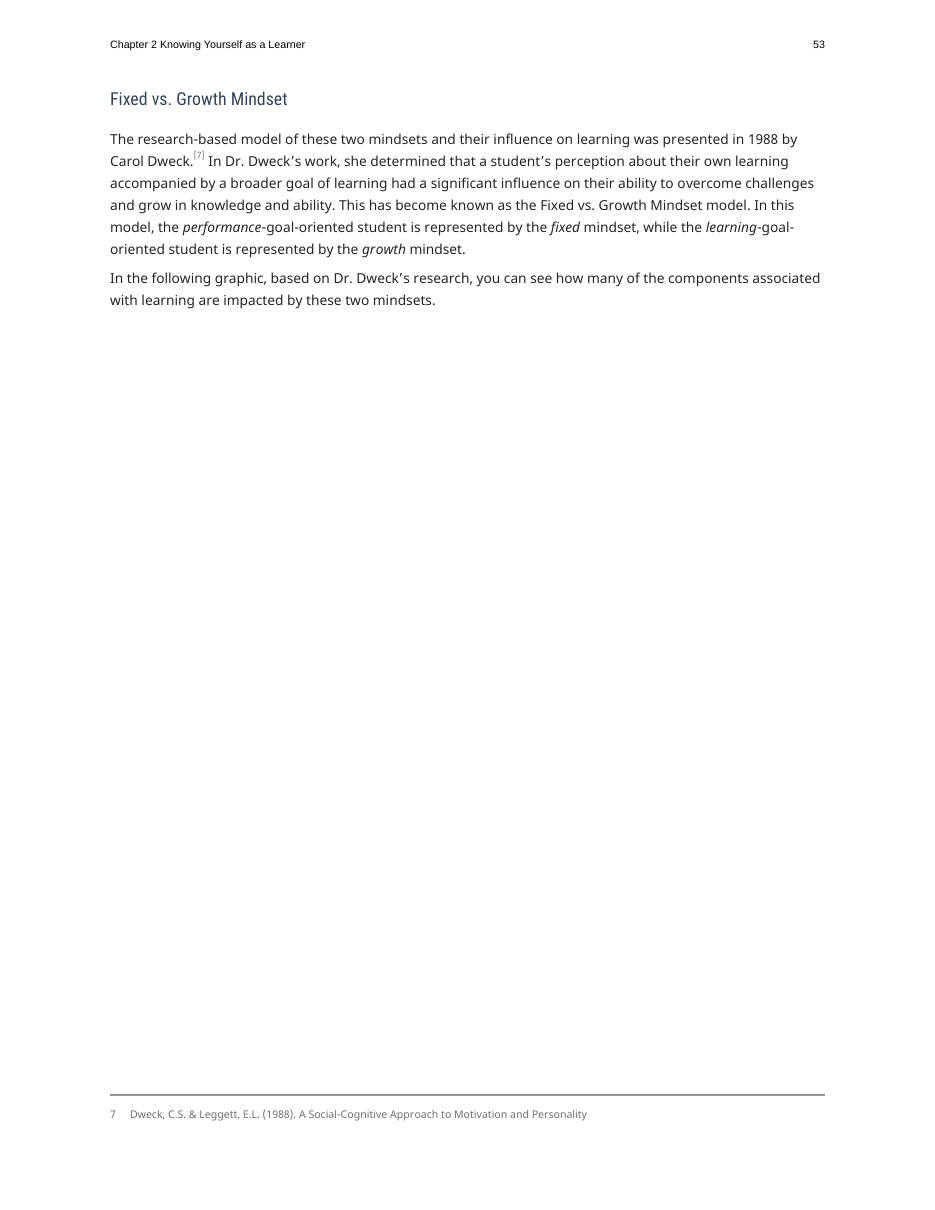 Chapter 2 Knowing Yourself as a Learner 53
Fixed vs. Growth Mindset
The research-based model of these two mindsets and their influence on learning was presented in 1988 by
Carol Dweck.[7] In Dr. Dweck’s work, she determined that a student’s perception about their own learning
accompanied by a broader goal of learning had a significant influence on their ability to overcome challenges
and grow in knowledge and ability. This has become known as the Fixed vs. Growth Mindset model. In this
model, the performance-goal-oriented student is represented by the fixed mindset, while the learning-goal-
oriented student is represented by the growth mindset.
In the following graphic, based on Dr. Dweck’s research, you can see how many of the components associated
with learning are impacted by these two mindsets.
7 Dweck, C.S. & Leggett, E.L. (1988). A Social-Cognitive Approach to Motivation and Personality